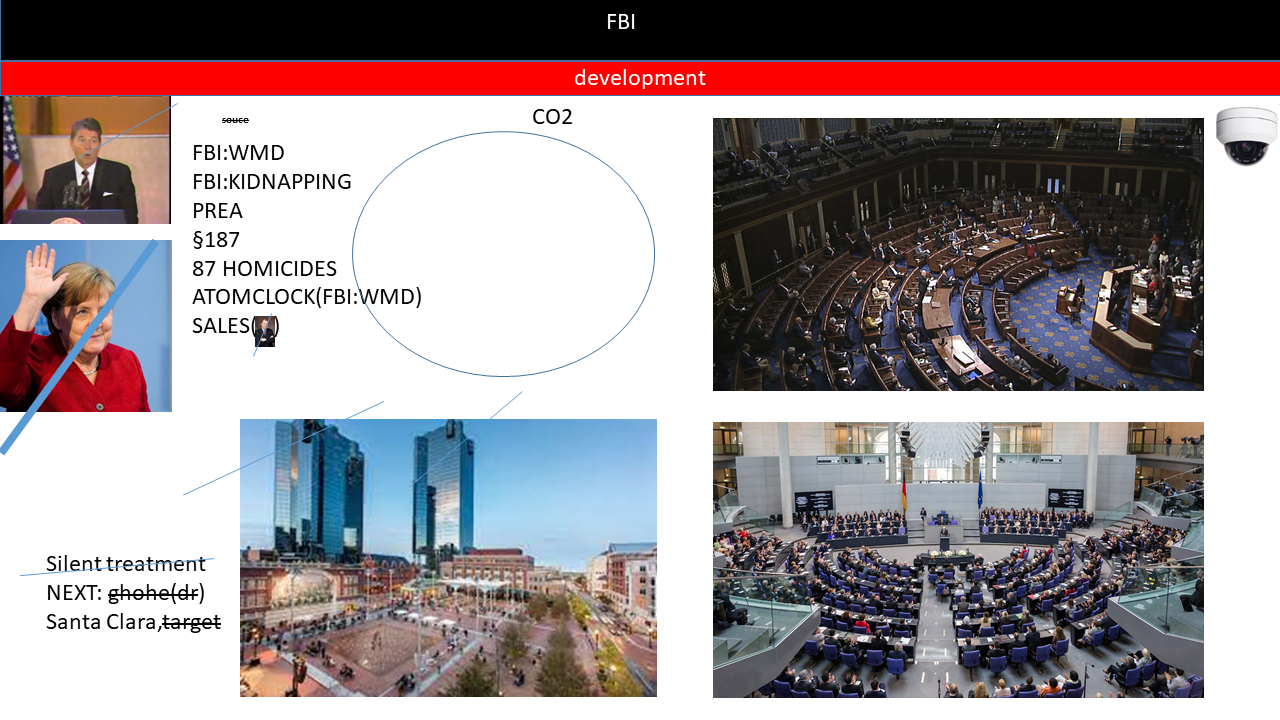 FBI
development
souce
CO2
FBI:WMD
FBI:KIDNAPPING
PREA
§187
87 HOMICIDES
ATOMCLOCK(FBI:WMD)
SALES( )
Silent treatment
NEXT: ghohe(dr)
Santa Clara,target